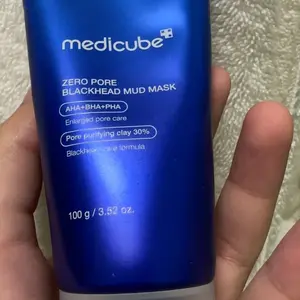 medicube
ZERO PORE
BLACKHEAD MUD MASK
AHA+BHA+PHA
Enlarged pore care
Pore purifying clay 30%
formula
100 g / 3.52 oz.